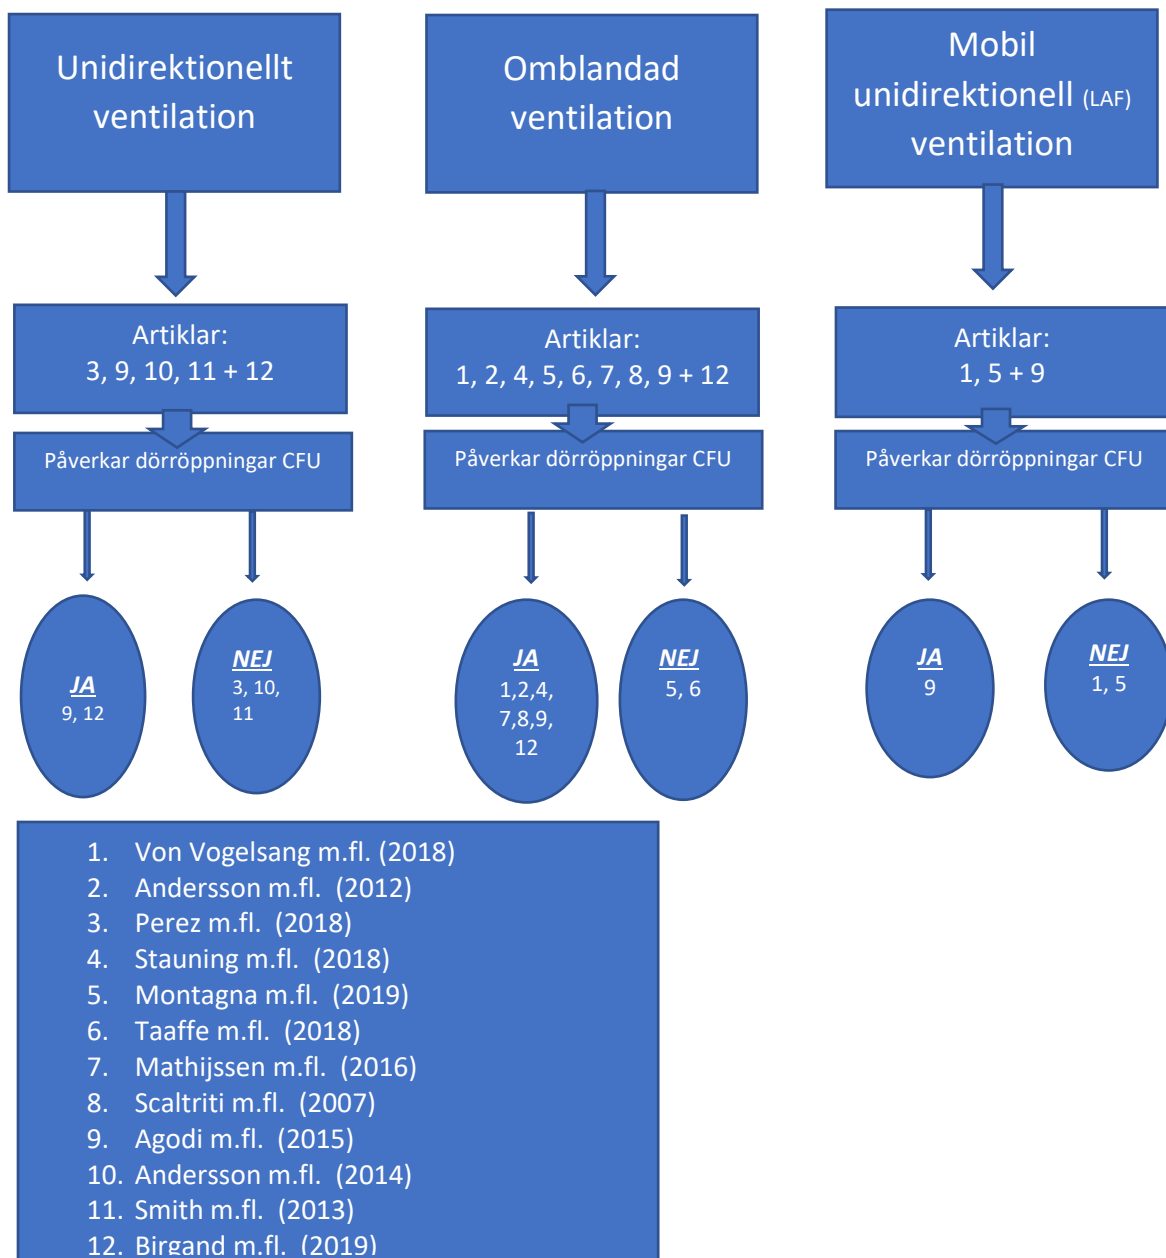 Unidirektionellt
ventilation
Omblandad
ventilation
Mobil
unidirektionell (LAF)
ventilation
Artiklar:
3, 9, 10, 11 + 12
Artiklar:
1, 2, 4, 5, 6, 7, 8, 9 + 12
Artiklar:
1, 5 + 9
Påverkar dörröppningar CFU
Påverkar dörröppningar CFU
Påverkar dörröppningar CFU
JA
9, 12
NEJ
3, 10,
11
JA
1,2,4,
7,8,9,
12
NEJ
5, 6
JA
9
NEJ
1, 5
1. Von Vogelsang m.fl. (2018)
2. Andersson m.fl. (2012)
3. Perez m.fl. (2018)
4. Stauning m.fl. (2018)
5. Montagna m.fl. (2019)
6. Taaffe m.fl. (2018)
7. Mathijssen m.fl. (2016)
8. Scaltriti m.fl. (2007)
9. Agodi m.fl. (2015)
10. Andersson m.fl. (2014)
11. Smith m.fl. (2013)
12. Birgand m.fl. (2019)